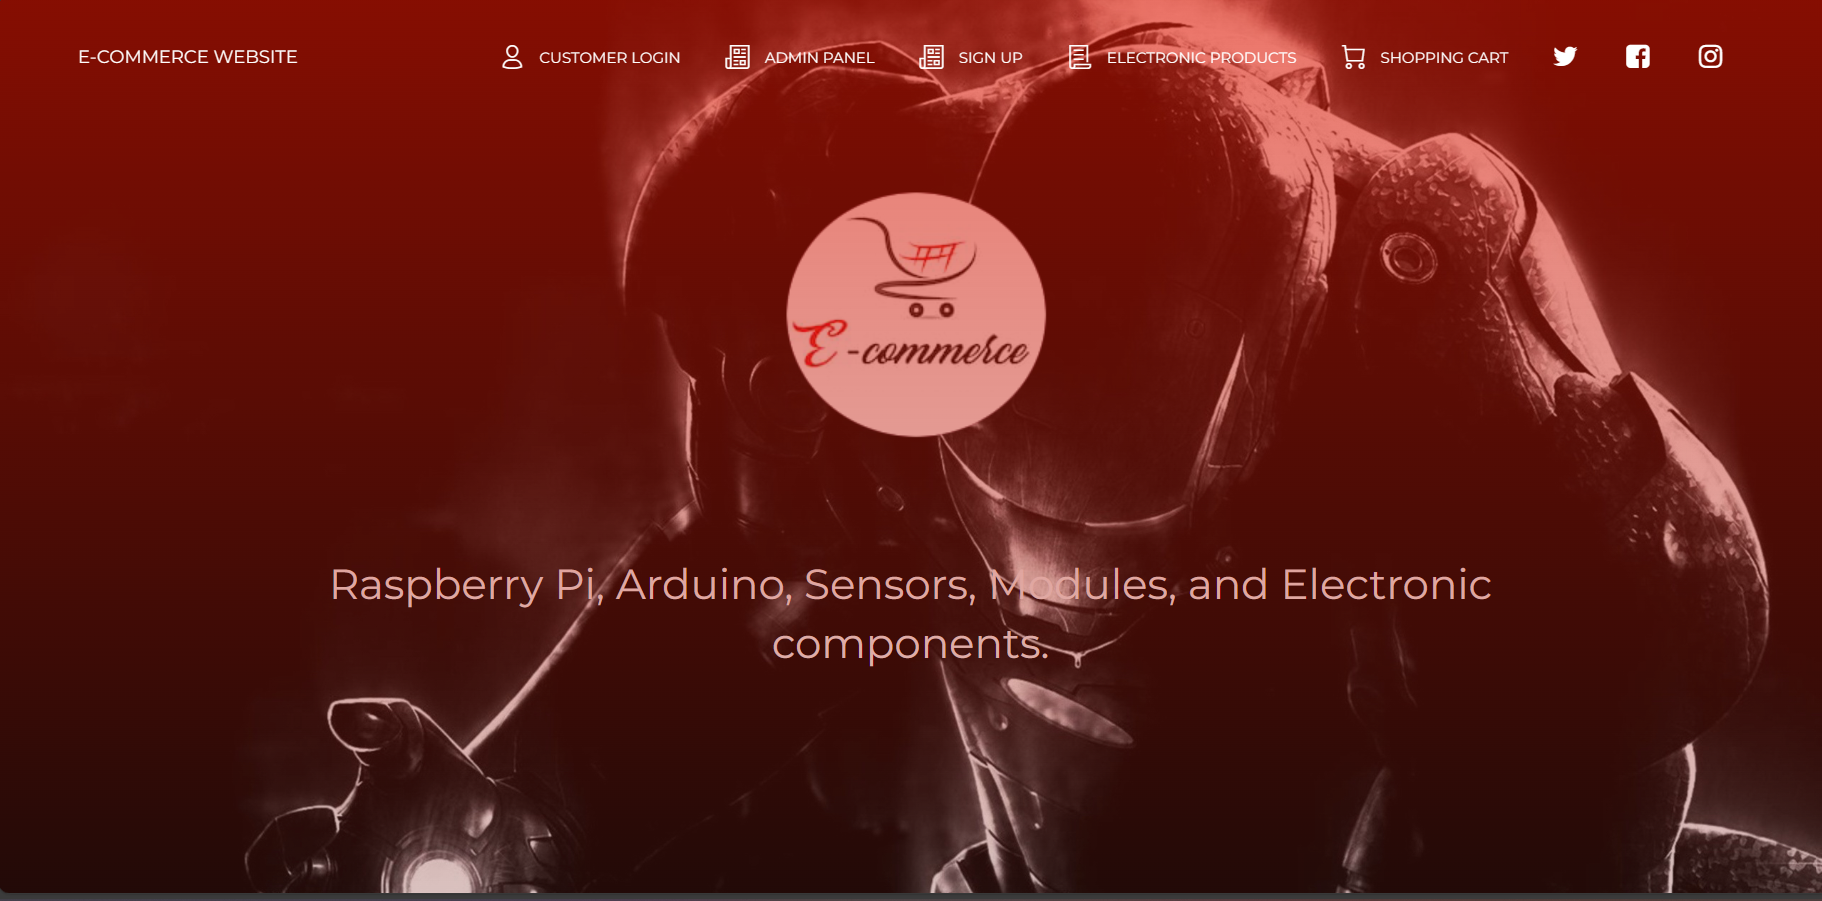 E-COMMERCE WEBSITE
CUSTOMER LOGIN ADMIN PANEL SIGN UP ELECTRONIC PRODUCTS SHOPPING CART
E-commerce
Raspberry Pi, Arduino, Sensors, Modules, and Electronic
components.